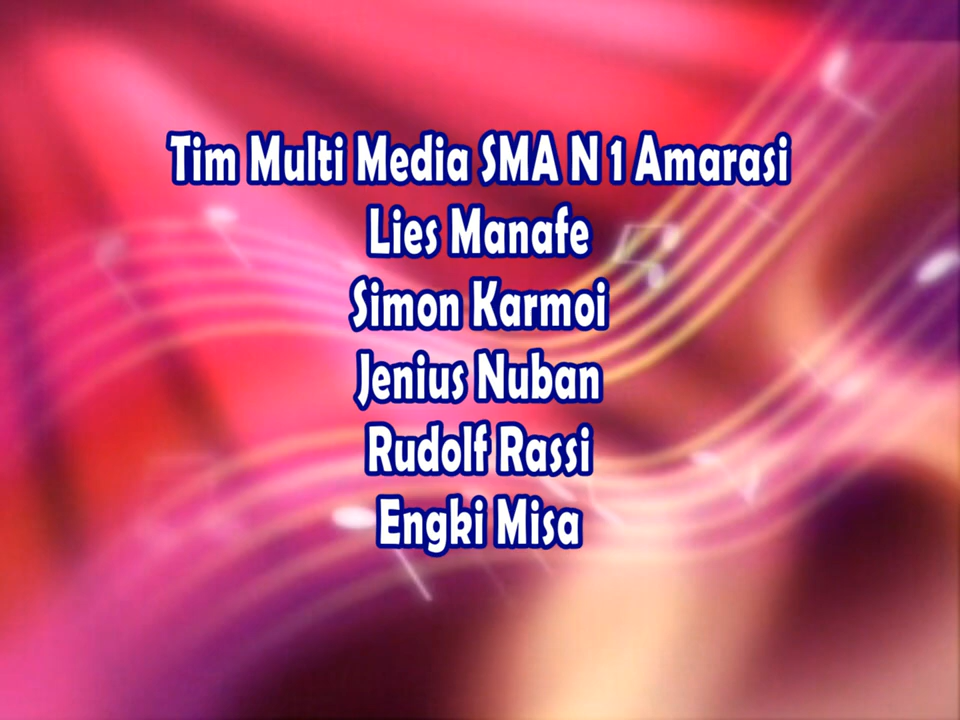 Tim Multi Media SMA N 1 Amarasi
Lies Manafe
Simon Karmoi
Jenius Nuban
Rudolf Rassi
Engki Misa